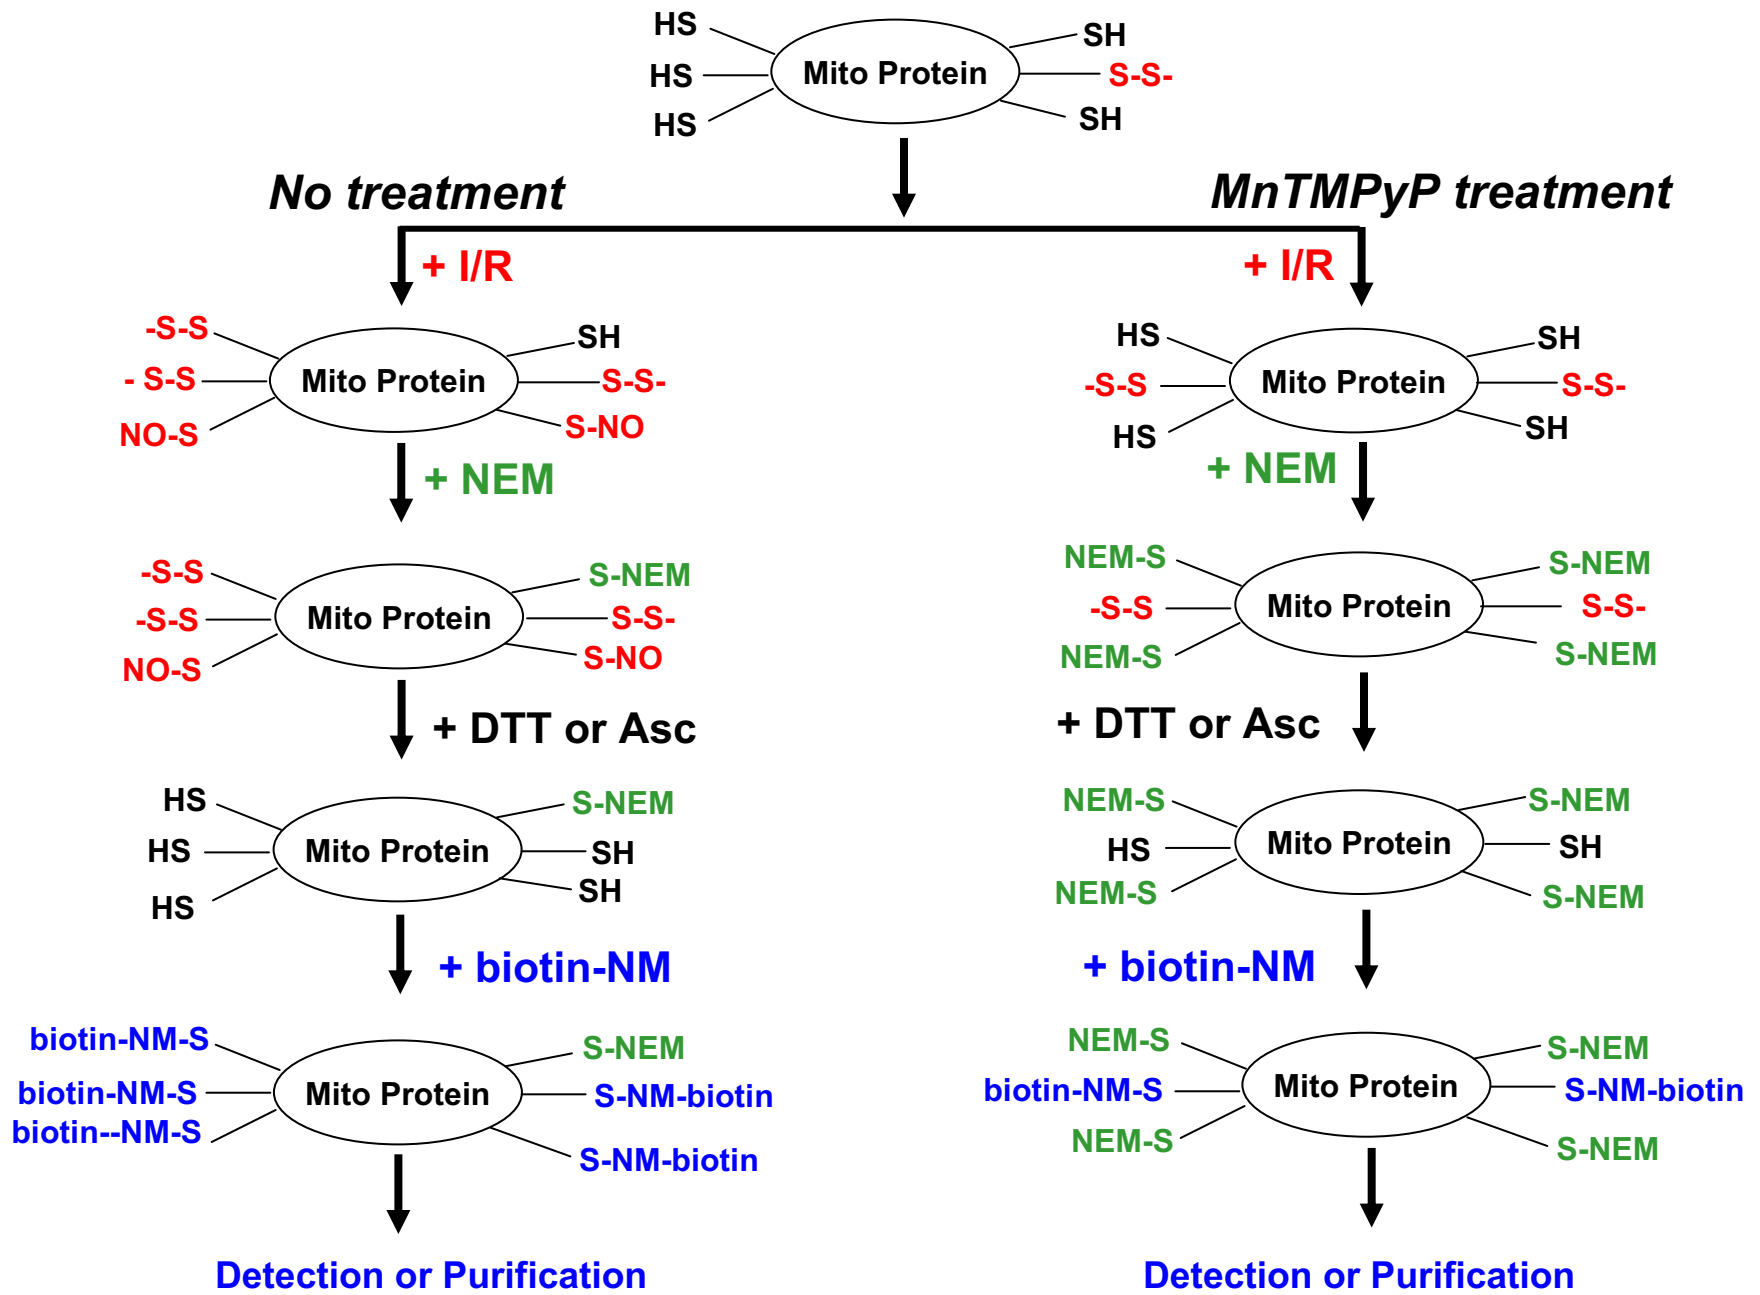 HS
SH
HS
Mito Protein
S-S-
HS
SH
No treatment
MnTMPyP treatment
+ I/R
+ I/R
-S-S
SH
- S-S
Mito Protein
S-S-
NO-S
S-NO
HS
SH
-S-S
Mito Protein
S-S-
HS
SH
+ NEM
+ NEM
-S-S
S-NEM
-S-S
Mito Protein
S-S-
NO-S
S-NO
NEM-S
S-NEM
-S-S
Mito Protein
S-S-
NEM-S
S-NEM
+ DTT or Asc
+ DTT or Asc
HS
S-NEM
HS
Mito Protein
SH
HS
SH
NEM-S
S-NEM
HS
Mito Protein
SH
NEM-S
S-NEM
+ biotin-NM
+ biotin-NM
biotin-NM-S
S-NEM
biotin-NM-S
Mito Protein
S-NM-biotin
biotin--NM-S
S-NM-biotin
NEM-S
S-NEM
biotin-NM-S
Mito Protein
S-NM-biotin
NEM-S
S-NEM
Detection or Purification
Detection or Purification